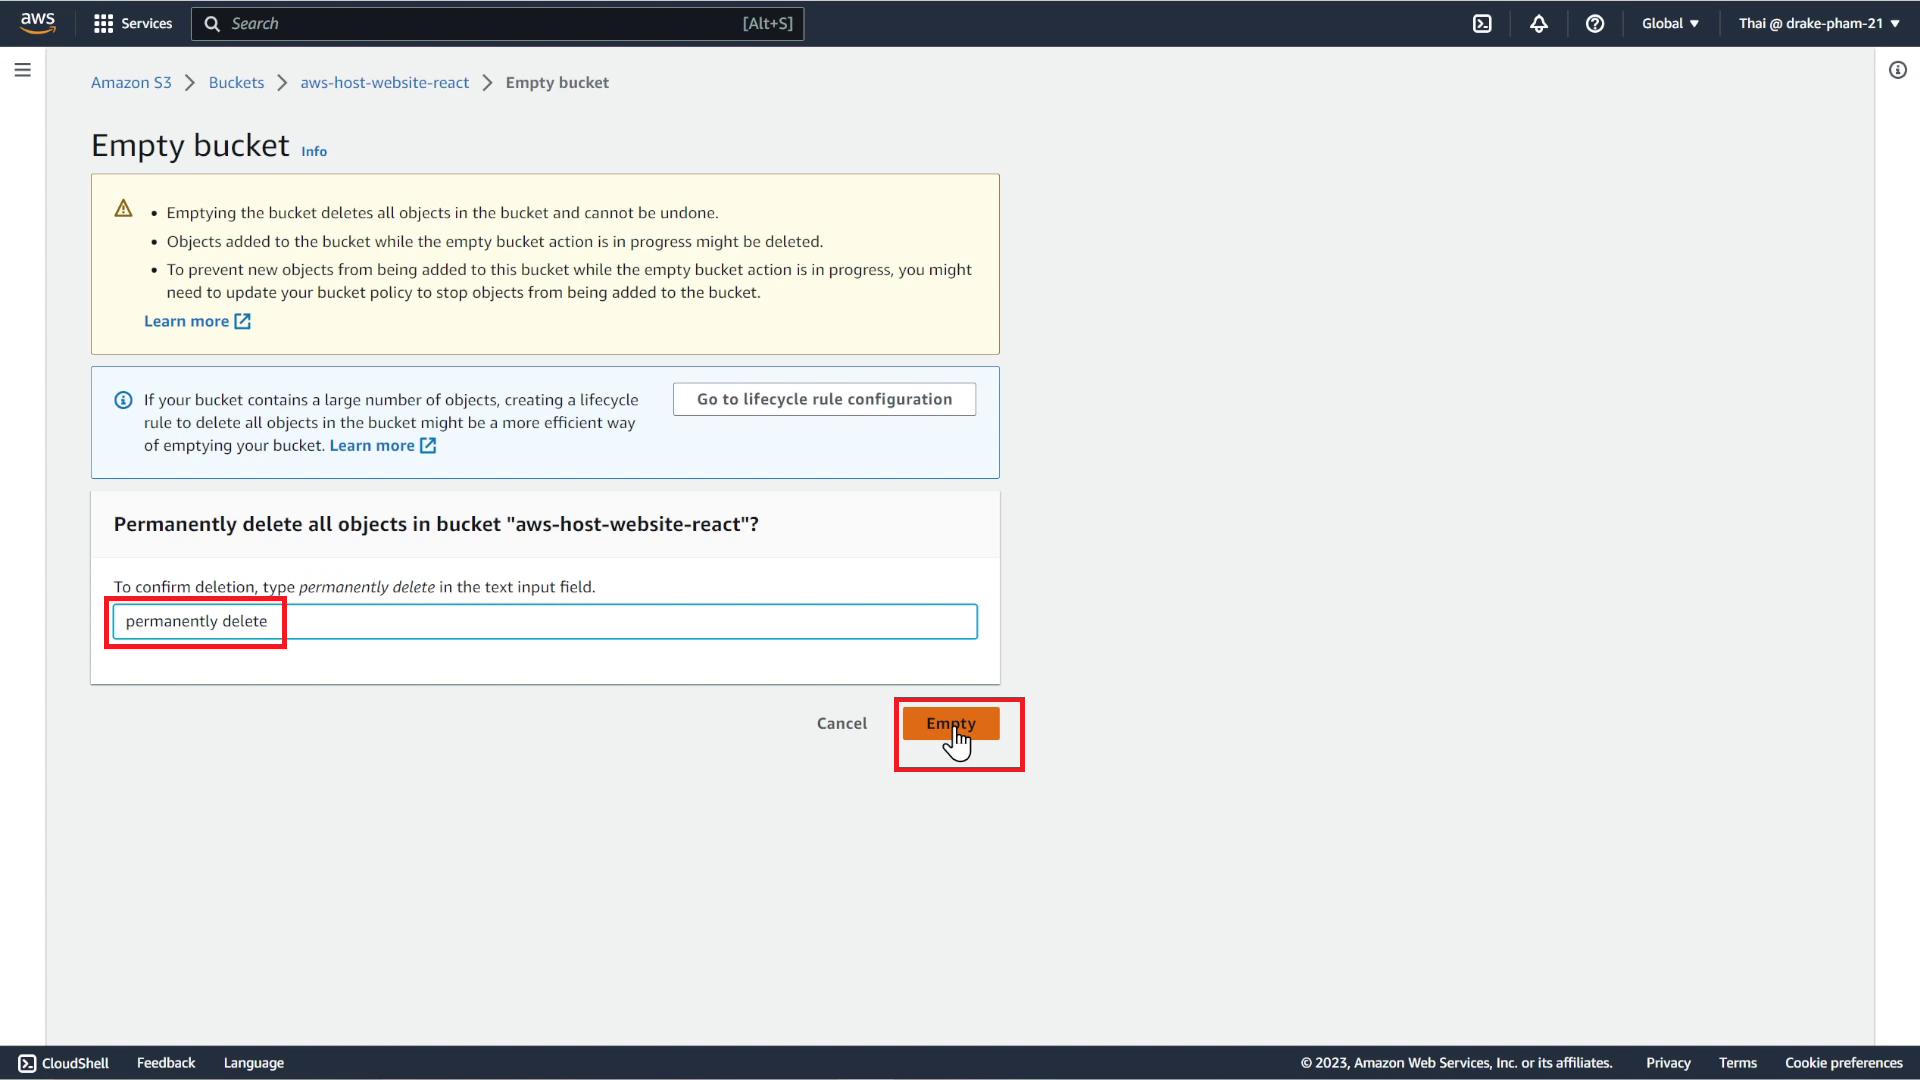 aws
Services
Search
[Alt+S]
Global
Thai @ drake-pham-21
Amazon S3
Buckets
aws-host-website-react
Empty bucket
Empty bucket
Info
Emptying the bucket deletes all objects in the bucket and cannot be undone.
Objects added to the bucket while the empty bucket action is in progress might be deleted.
To prevent new objects from being added to this bucket while the empty bucket action is in progress, you might
need to update your bucket policy to stop objects from being added to the bucket.
Learn more
If your bucket contains a large number of objects, creating a lifecycle
rule to delete all objects in the bucket might be a more efficient way
of emptying your bucket. Learn more
Go to lifecycle rule configuration
Permanently delete all objects in bucket "aws-host-website-react"?
To confirm deletion, type permanently delete in the text input field.
permanently delete
Cancel
Empty
CloudShell
Feedback
Language
© 2023, Amazon Web Services, Inc. or its affiliates.
Privacy
Terms
Cookie preferences